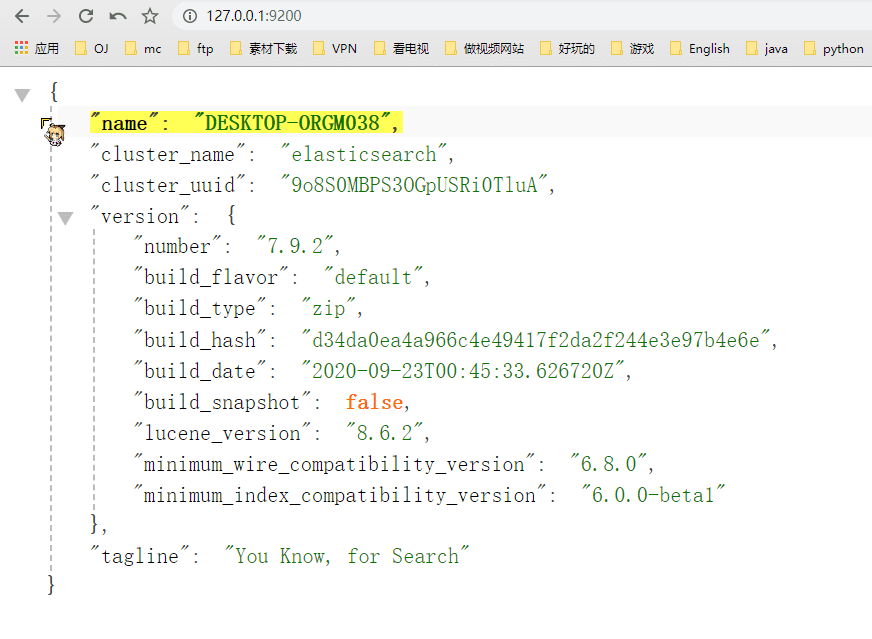 127.0.0.1:9200
应用 OJ mc ftp 素材下载 VPN 看电视 做视频网站 好玩的 游戏 English java python
{
"name": "DESKTOP-ORGM038",
"cluster_name": "elasticsearch",
"cluster_uuid": "9o8S0MBPS3OGpUSRi0TluA",
"version": {
"number": "7.9.2",
"build_flavor": "default",
"build_type": "zip",
"build_hash": "d34da0ea4a966c4e49417f2da2f244e3e97b4e6e",
"build_date": "2020-09-23T00:45:33.626720Z",
"build_snapshot": false,
"lucene_version": "8.6.2",
"minimum_wire_compatibility_version": "6.8.0",
"minimum_index_compatibility_version": "6.0.0-beta1"
},
"tagline": "You Know, for Search"
}